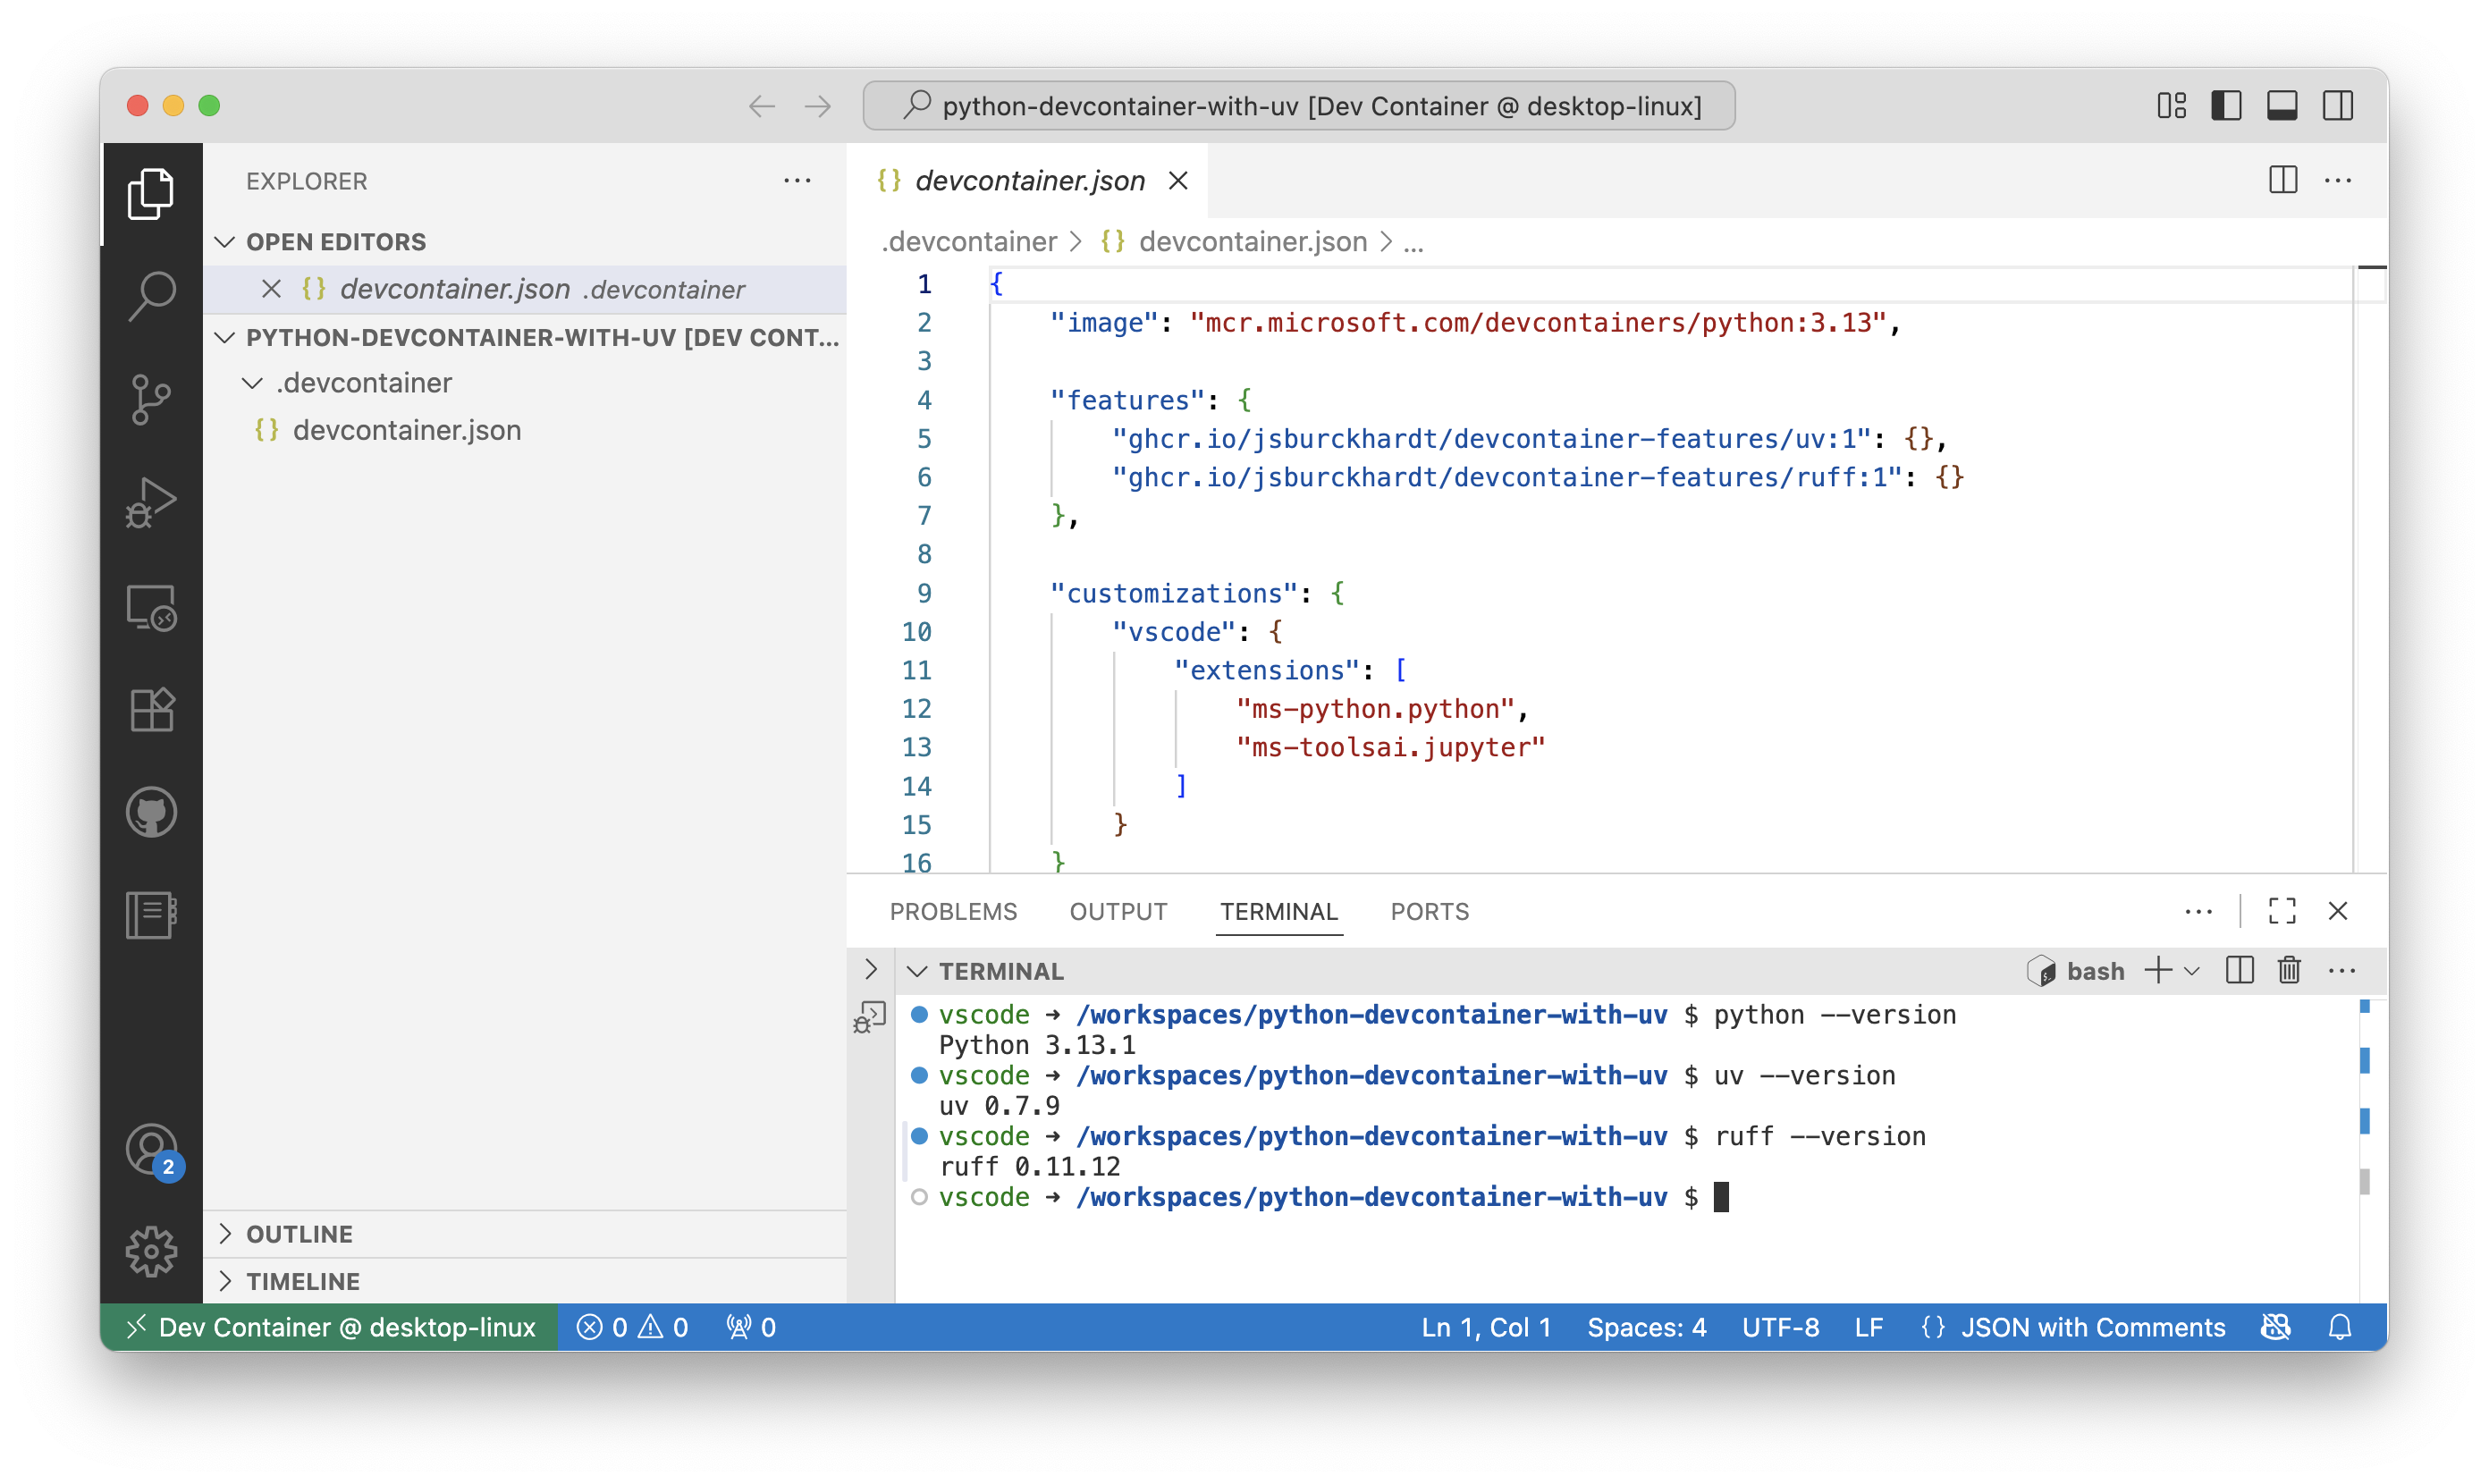 python-devcontainer-with-uv [Dev Container @ desktop-linux]
EXPLORER
OPEN EDITORS
{} devcontainer.json .devcontainer
PYTHON-DEVCONTAINER-WITH-UV [DEV CONT...
.devcontainer
{} devcontainer.json
OUTLINE
TIMELINE
{} devcontainer.json
.devcontainer > {} devcontainer.json > ...
1 {
2 "image": "mcr.microsoft.com/devcontainers/python:3.13",
3
4 "features": {
5 "ghcr.io/jsburckhardt/devcontainer-features/uv:1": {},
6 "ghcr.io/jsburckhardt/devcontainer-features/ruff:1": {}
7 },
8
9 "customizations": {
10 "vscode": {
11 "extensions": [
12 "ms-python.python",
13 "ms-toolsai.jupyter"
14 ]
15 }
16 }
PROBLEMS OUTPUT TERMINAL PORTS
TERMINAL bash
vscode ➜ /workspaces/python-devcontainer-with-uv $ python --version
Python 3.13.1
vscode ➜ /workspaces/python-devcontainer-with-uv $ uv --version
uv 0.7.9
vscode ➜ /workspaces/python-devcontainer-with-uv $ ruff --version
ruff 0.11.12
vscode ➜ /workspaces/python-devcontainer-with-uv $
2
Dev Container @ desktop-linux 0 0 0 Ln 1, Col 1 Spaces: 4 UTF-8 LF {} JSON with Comments